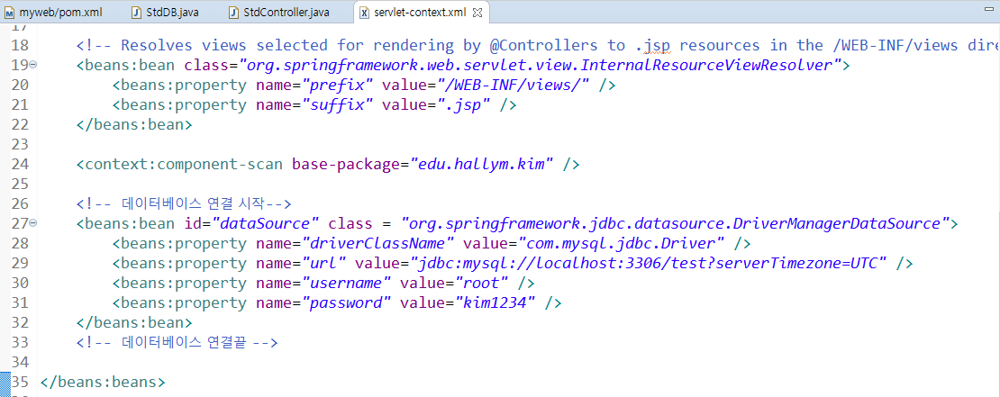 myweb/pom.xml StdDB.java StdController.java servlet-context.xml
17
18 <!-- Resolves views selected for rendering by @Controllers to .jsp resources in the /WEB-INF/views dire
19 <beans:bean class="org.springframework.web.servlet.view.InternalResourceViewResolver">
20 <beans:property name="prefix" value="/WEB-INF/views/" />
21 <beans:property name="suffix" value=".jsp" />
22 </beans:bean>
23
24 <context:component-scan base-package="edu.hallym.kim" />
25
26 <!-- 데이터베이스 연결 시작-->
27 <beans:bean id="dataSource" class = "org.springframework.jdbc.datasource.DriverManagerDataSource">
28 <beans:property name="driverClassName" value="com.mysql.jdbc.Driver" />
29 <beans:property name="url" value="jdbc:mysql://localhost:3306/test?serverTimezone=UTC" />
30 <beans:property name="username" value="root" />
31 <beans:property name="password" value="kim1234" />
32 </beans:bean>
33 <!-- 데이터베이스 연결끝 -->
34
35 </beans:beans>